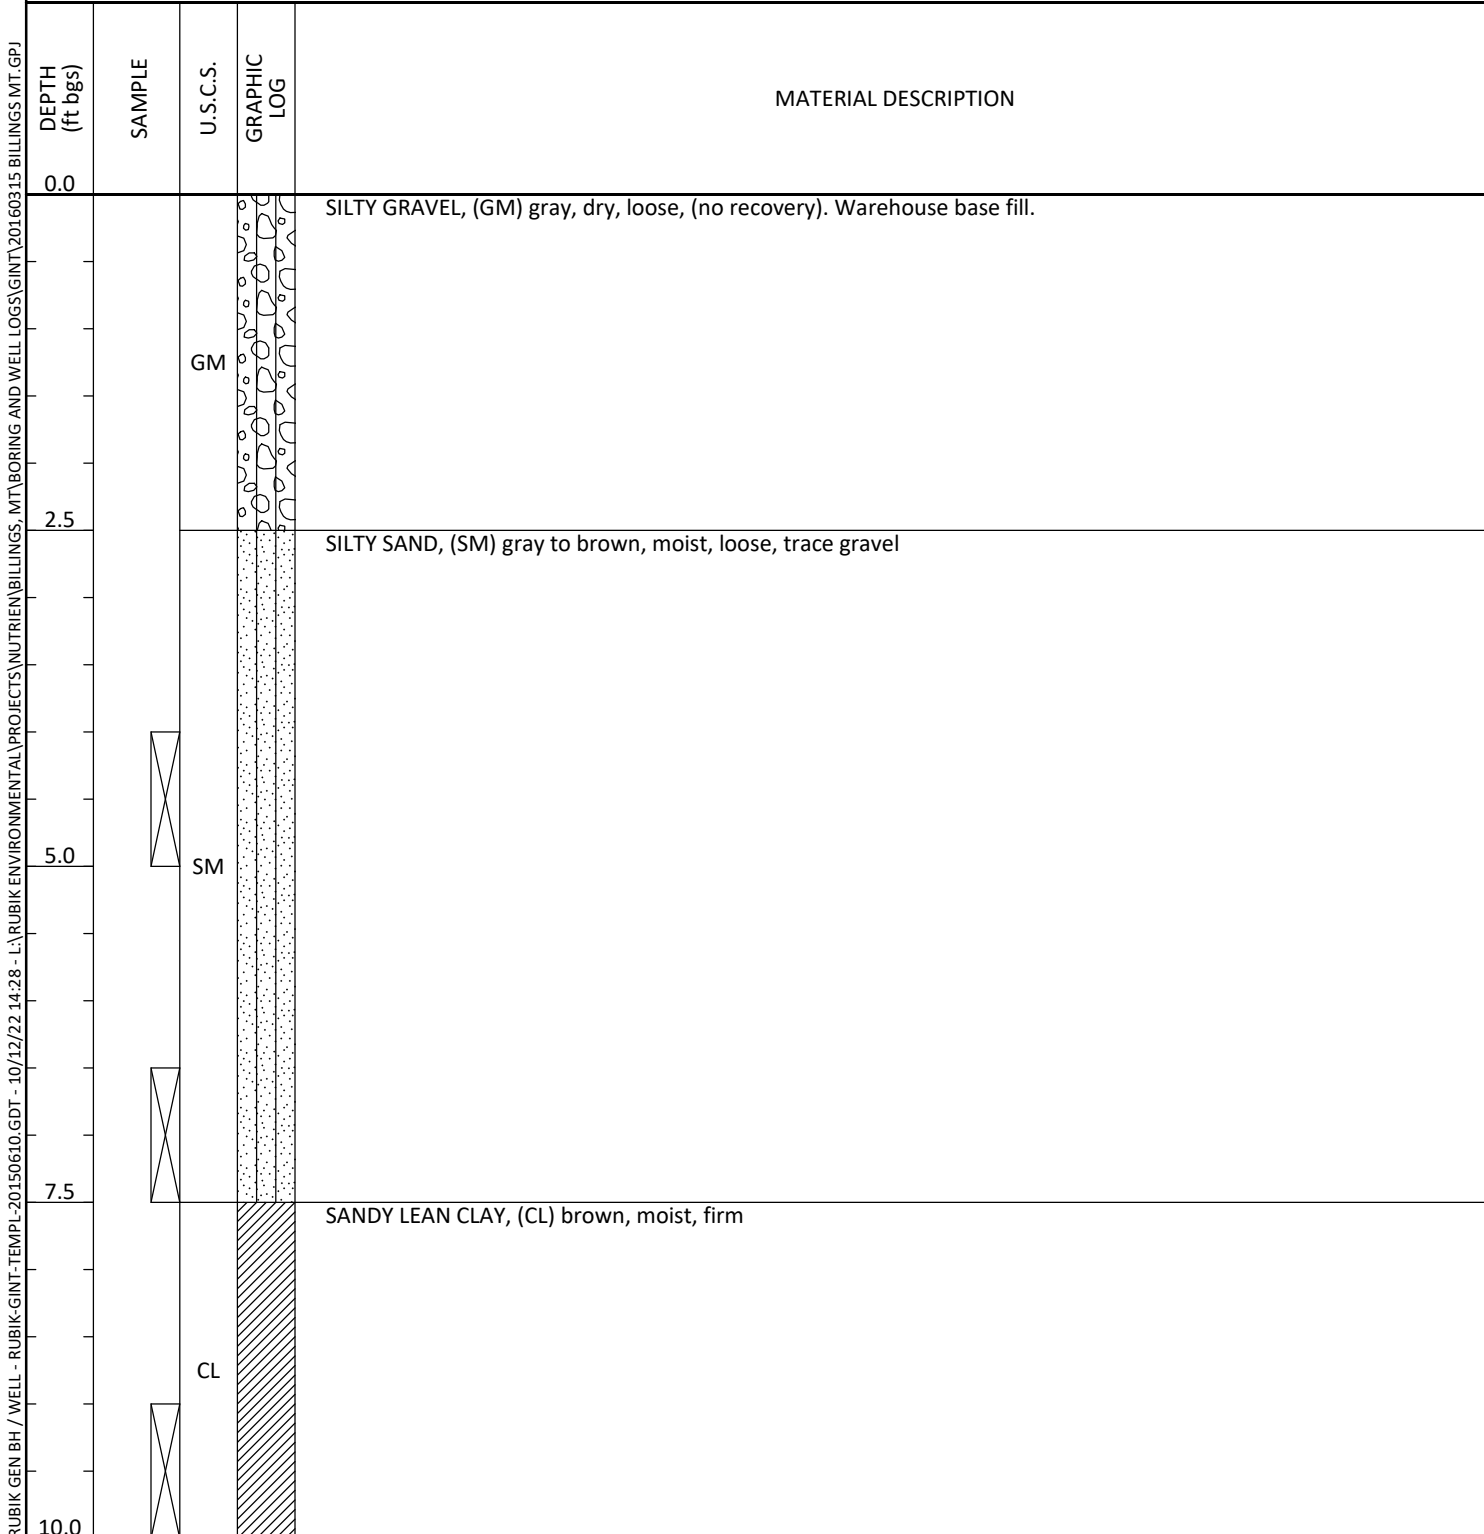 DEPTH
(ft bgs)
SAMPLE
U.S.C.S.
GRAPHIC
LOG
MATERIAL DESCRIPTION
0.0
SILTY GRAVEL, (GM) gray, dry, loose, (no recovery). Warehouse base fill.
GM
2.5
SILTY SAND, (SM) gray to brown, moist, loose, trace gravel
5.0
SM
7.5
SANDY LEAN CLAY, (CL) brown, moist, firm
CL
10.0
RUBIK GEN BH / WELL - RUBIK-GINT-TEMPL-20150610.GDT - 10/12/22 14:28 - L:\RUBIK ENVIRONMENTAL\PROJECTS\NUTRIEN\BILLINGS, MT\BORING AND WELL LOGS\GINT\20160315 BILLINGS MT.GPJ